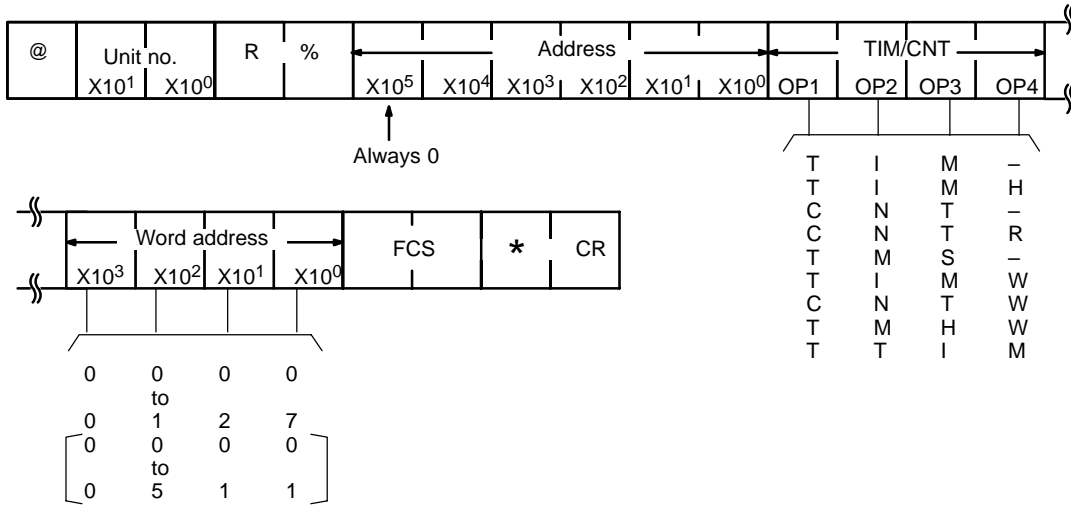 @ Unit no. R % Address TIM/CNT
X10¹ X10⁰ X10⁵ X10⁴ X10³ X10² X10¹ X10⁰ OP1 OP2 OP3 OP4
Always 0
T I M –
T I M H
C N T –
C N T R
T M S –
T I M W
C N T W
T M H W
T T I M
Word address FCS * CR
X10³ X10² X10¹ X10⁰
0 0 0 0
to
0 1 2 7
0 0 0 0
to
0 5 1 1